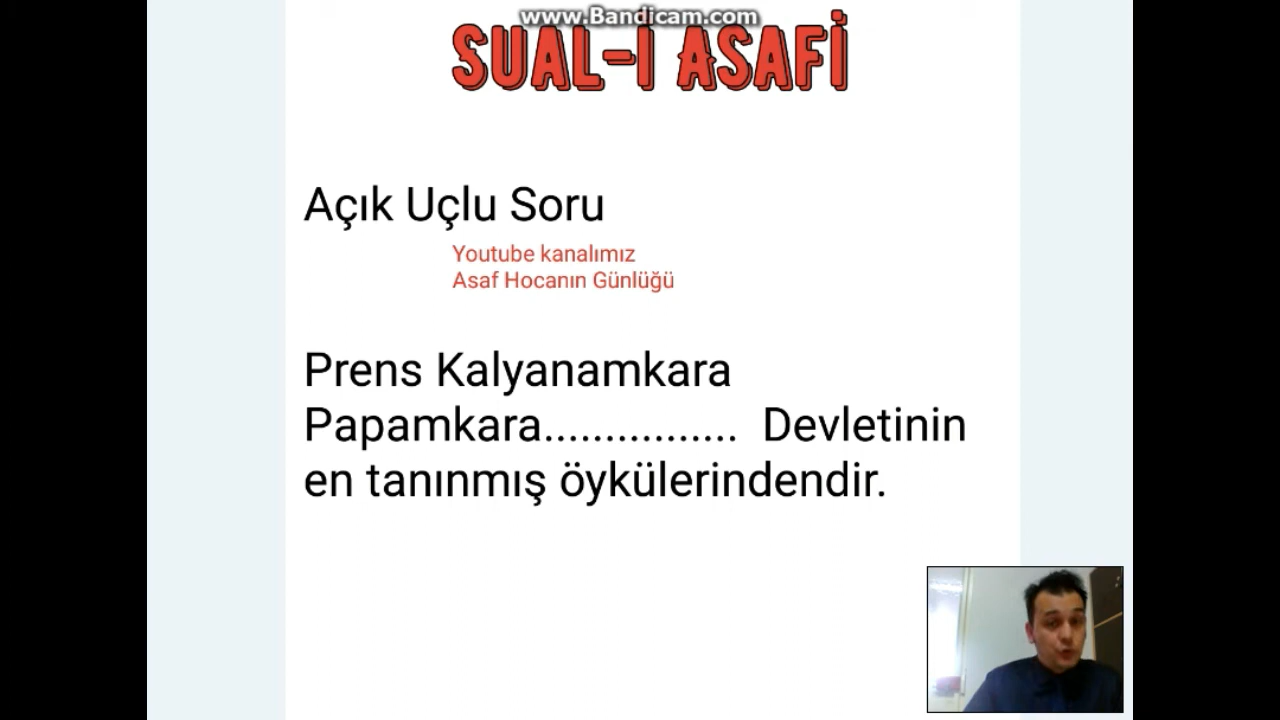 www.Bandicam.com
SUAL-İ ASAFİ
Açık Uçlu Soru
Youtube kanalımız
Asaf Hocanın Günlüğü
Prens Kalyanamkara
Papamkara................ Devletinin
en tanınmış öykülerindendir.